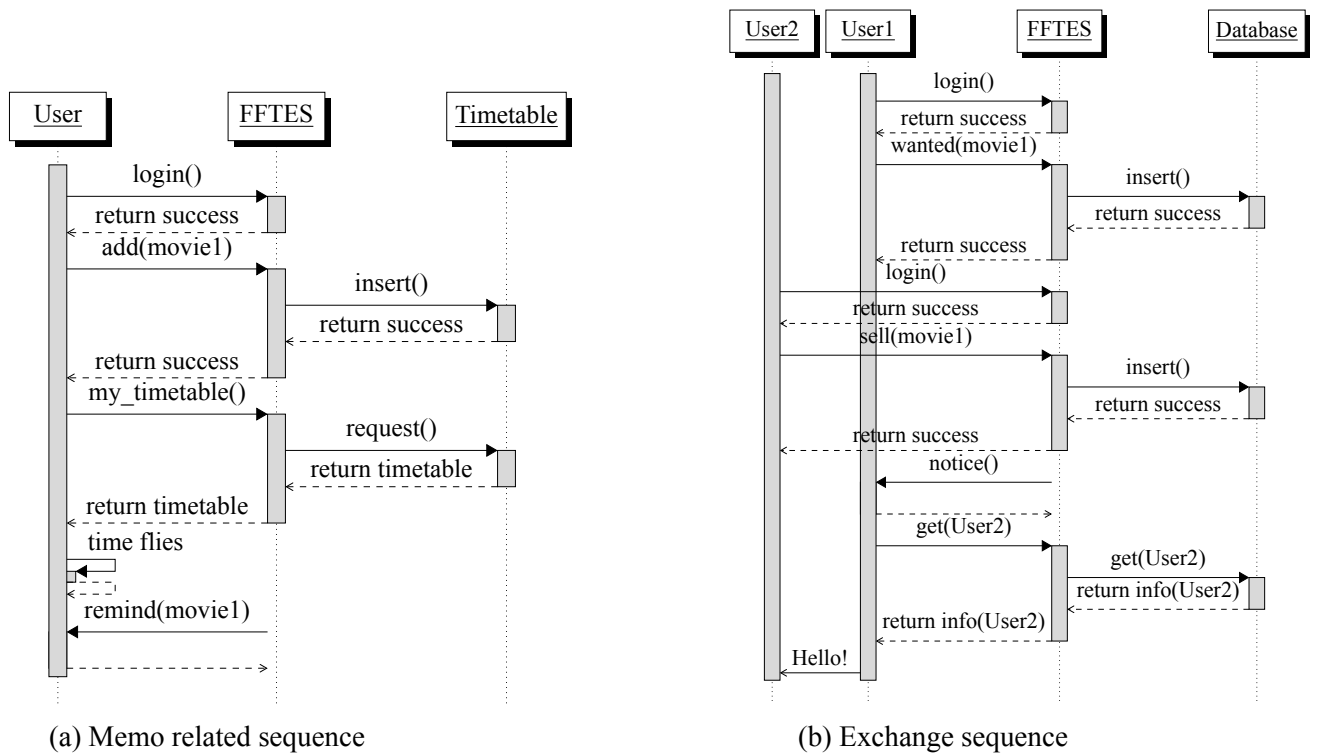 User FFTES Timetable
login()
return success
add(movie1)
insert()
return success
return success
my_timetable()
request()
return timetable
return timetable
time flies
remind(movie1)
(a) Memo related sequence
User2 User1 FFTES Database
login()
return success
wanted(movie1)
insert()
return success
return success
login()
return success
sell(movie1)
insert()
return success
return success
notice()
get(User2)
get(User2)
return info(User2)
return info(User2)
Hello!
(b) Exchange sequence